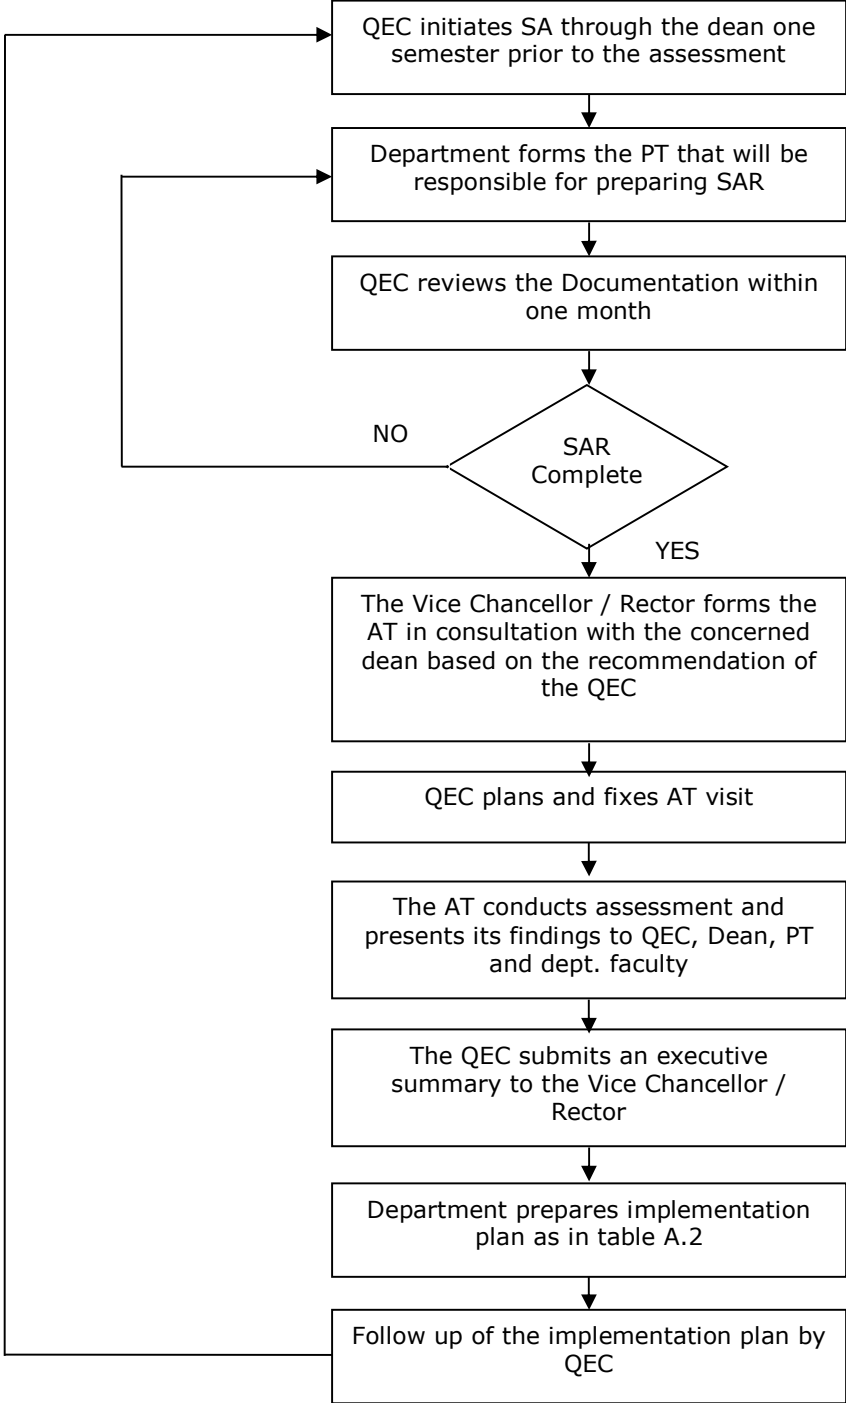 QEC initiates SA through the dean one
semester prior to the assessment
Department forms the PT that will be
responsible for preparing SAR
QEC reviews the Documentation within
one month
NO
SAR
Complete
YES
The Vice Chancellor / Rector forms the
AT in consultation with the concerned
dean based on the recommendation of
the QEC
QEC plans and fixes AT visit
The AT conducts assessment and
presents its findings to QEC, Dean, PT
and dept. faculty
The QEC submits an executive
summary to the Vice Chancellor /
Rector
Department prepares implementation
plan as in table A.2
Follow up of the implementation plan by
QEC